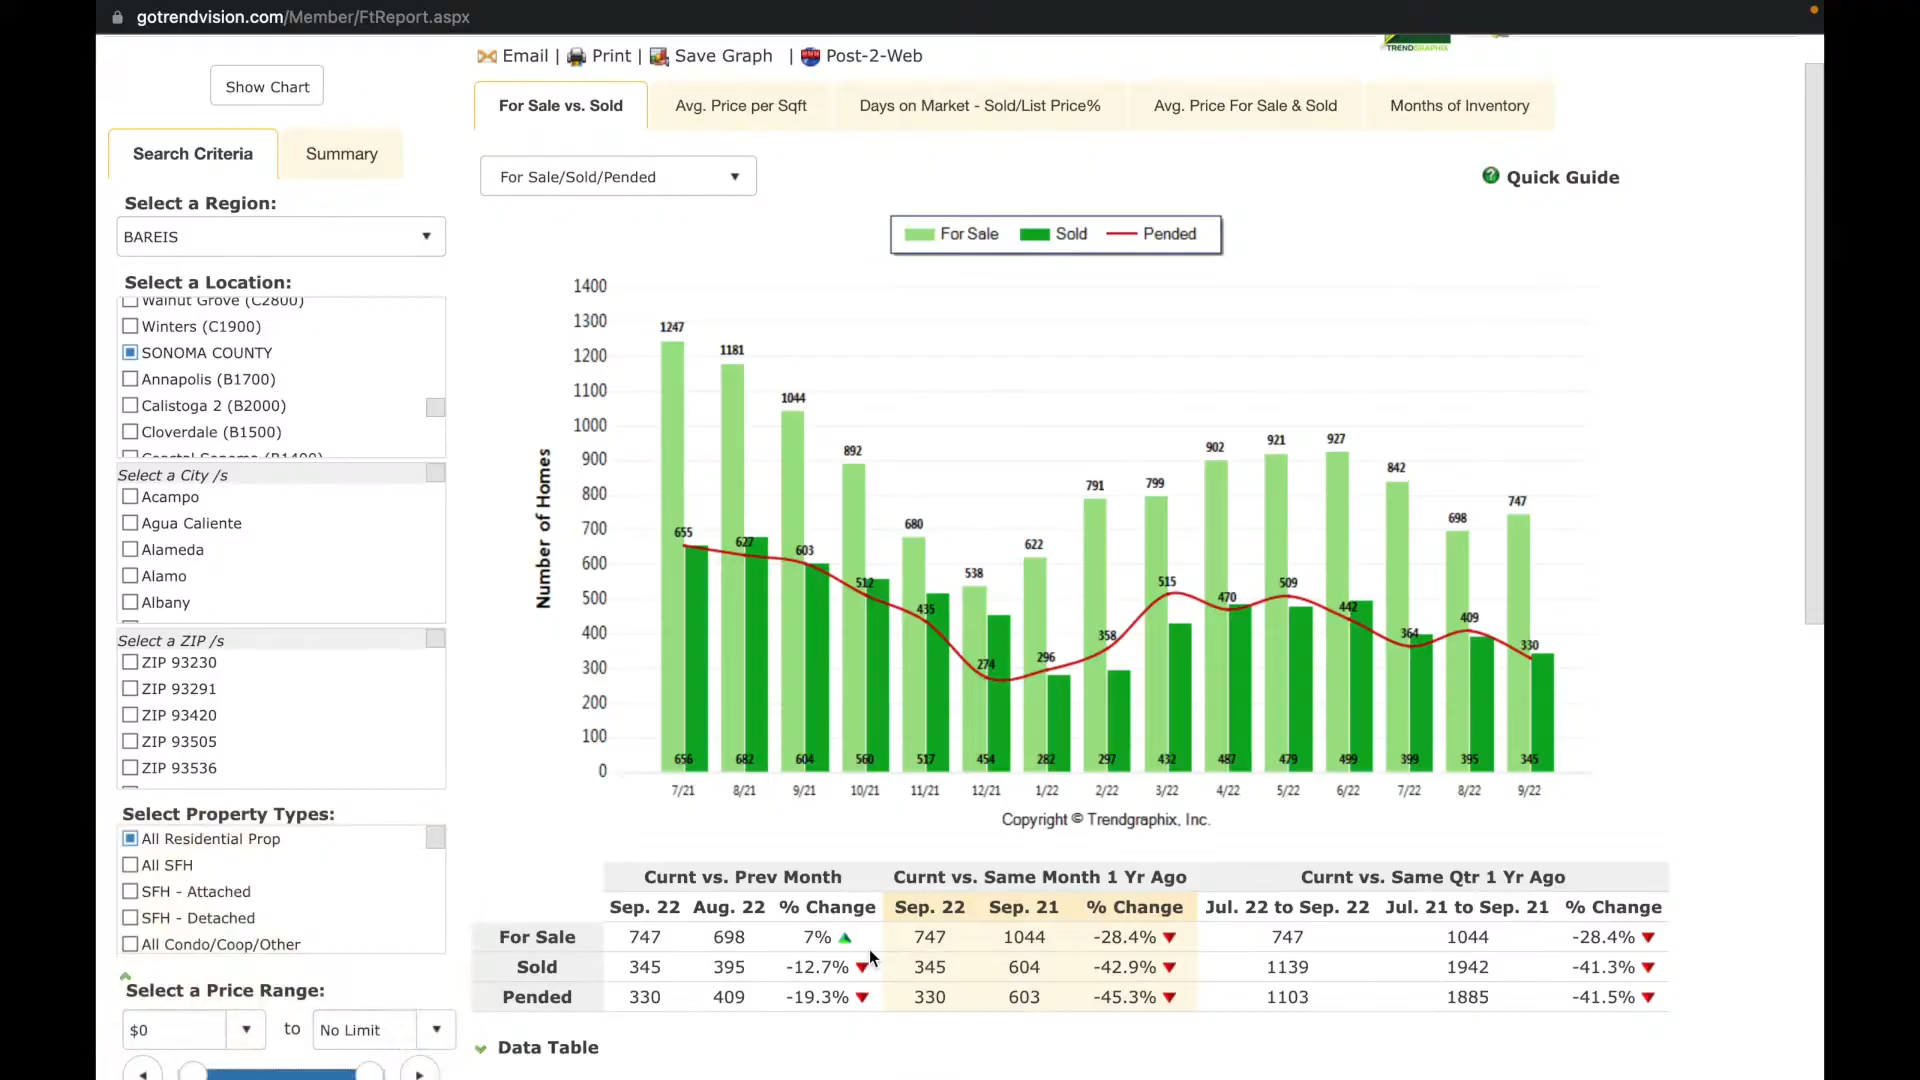 gotrendvision.com/Member/FtReport.aspx
Email | Print | Save Graph | Post-2-Web
TRENDGRAPHIX
Show Chart
For Sale vs. Sold
Avg. Price per Sqft
Days on Market - Sold/List Price%
Avg. Price For Sale & Sold
Months of Inventory
Search Criteria
Summary
For Sale/Sold/Pended
Quick Guide
Select a Region:
BAREIS
Select a Location:
Walnut Grove (C2800)
Winters (C1900)
SONOMA COUNTY
Annapolis (B1700)
Calistoga 2 (B2000)
Cloverdale (B1500)
Coastal Sonoma (B1400)
Select a City /s
Acampo
Agua Caliente
Alameda
Alamo
Albany
Select a ZIP /s
ZIP 93230
ZIP 93291
ZIP 93420
ZIP 93505
ZIP 93536
Select Property Types:
All Residential Prop
All SFH
SFH - Attached
SFH - Detached
All Condo/Coop/Other
Select a Price Range:
$0 to No Limit
For Sale Sold Pended
Number of Homes
1400
1300
1200
1100
1000
900
800
700
600
500
400
300
200
100
0
1247 1181 1044 892 680 538 622 791 799 902 921 927 842 698 747
655 627 603 512 435 274 296 358 515 470 509 442 364 409 330
656 682 604 560 517 454 282 297 432 487 479 499 399 395 345
7/21 8/21 9/21 10/21 11/21 12/21 1/22 2/22 3/22 4/22 5/22 6/22 7/22 8/22 9/22
Copyright © Trendgraphix, Inc.
Curnt vs. Prev Month Curnt vs. Same Month 1 Yr Ago Curnt vs. Same Qtr 1 Yr Ago
Sep. 22 Aug. 22 % Change Sep. 22 Sep. 21 % Change Jul. 22 to Sep. 22 Jul. 21 to Sep. 21 % Change
For Sale 747 698 7% 747 1044 -28.4% 747 1044 -28.4%
Sold 345 395 -12.7% 345 604 -42.9% 1139 1942 -41.3%
Pended 330 409 -19.3% 330 603 -45.3% 1103 1885 -41.5%
Data Table